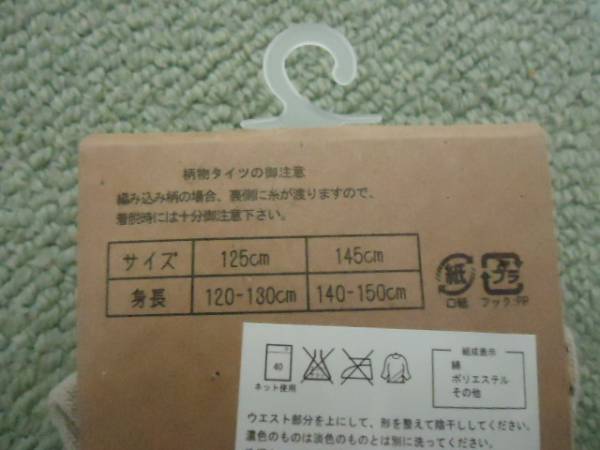 柄物タイツの御注意
編み込み柄の場合、裏側に糸が渡りますので、
着脱時には十分御注意下さい。
サイズ 125cm 145cm
身長 120-130cm 140-150cm
紙 プラ
口紙 フック:PP
40
ネット使用
組成表示
綿
ポリエステル
その他
ウエスト部分を上にして、形を整えて陰干ししてください。
濃色のものは淡色のものとは別に洗ってください。